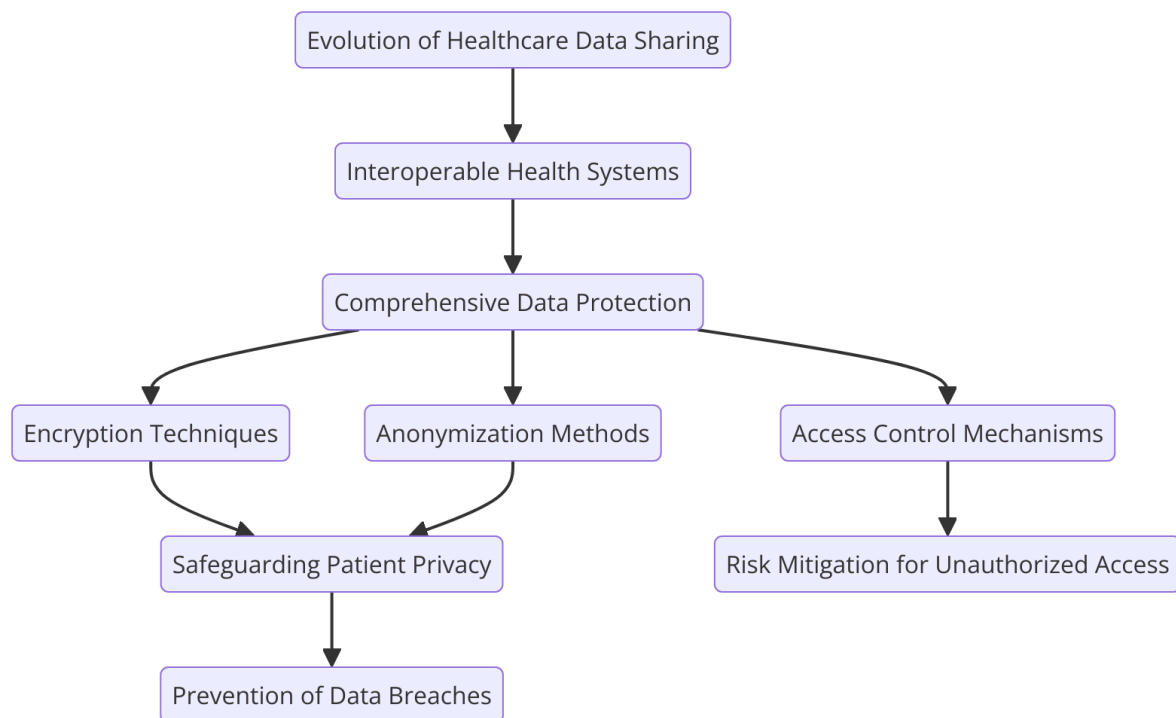 Evolution of Healthcare Data Sharing
Interoperable Health Systems
Comprehensive Data Protection
Encryption Techniques
Anonymization Methods
Access Control Mechanisms
Safeguarding Patient Privacy
Risk Mitigation for Unauthorized Access
Prevention of Data Breaches